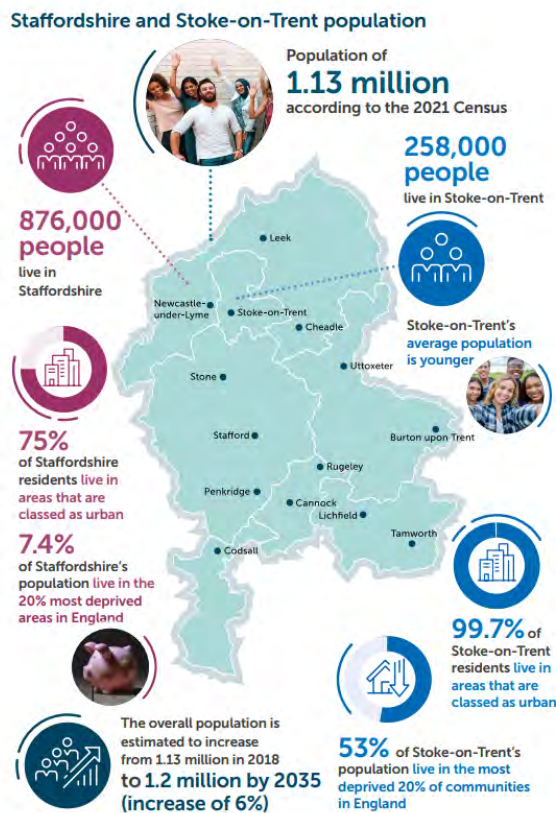 Staffordshire and Stoke-on-Trent population
Population of
1.13 million
according to the 2021 Census
258,000
people
live in Stoke-on-Trent
876,000
people
live in
Staffordshire
Leek
Newcastle-
under-Lyme
Stoke-on-Trent
Cheadle
Stoke-on-Trent's
average population
is younger
Uttoxeter
Stone
75%
of Staffordshire
residents live in
areas that are
classed as urban
Stafford
Burton upon Trent
Rugeley
Penkridge
Cannock
Lichfield
Tamworth
Codsall
7.4%
of Staffordshire's
population live in the
20% most deprived
areas in England
99.7% of
Stoke-on-Trent
residents live in
areas that are
classed as urban
The overall population is
estimated to increase
from 1.13 million in 2018
to 1.2 million by 2035
(increase of 6%)
53% of Stoke-on-Trent's
population live in the most
deprived 20% of communities
in England